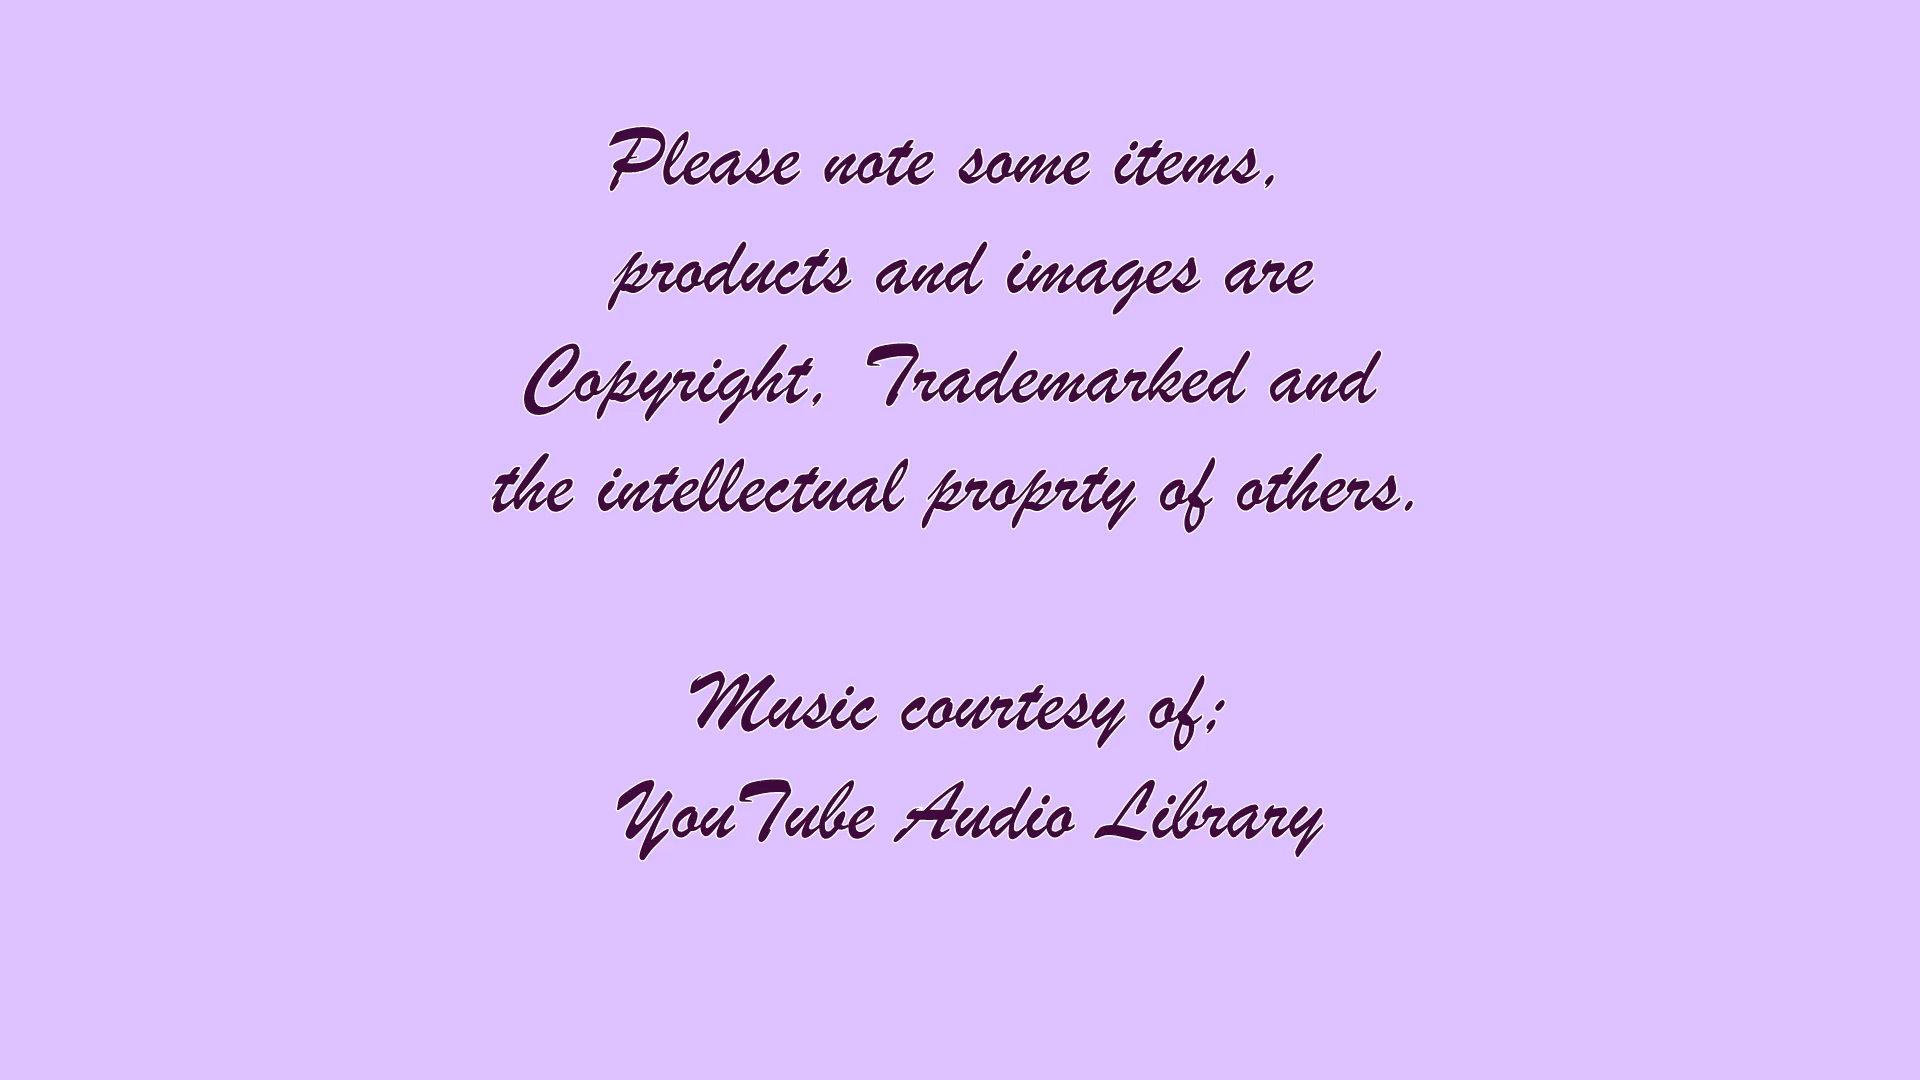 Please note some items,
products and images are
Copyright, Trademarked and
the intellectual proprty of others.
Music courtesy of;
YouTube Audio Library